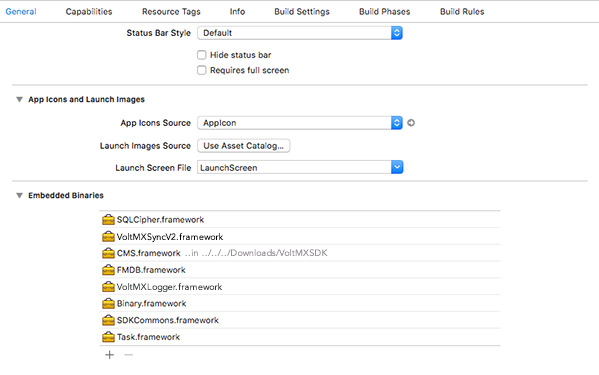 General Capabilities Resource Tags Info Build Settings Build Phases Build Rules
Status Bar Style Default
Hide status bar
Requires full screen
App Icons and Launch Images
App Icons Source AppIcon
Launch Images Source Use Asset Catalog...
Launch Screen File LaunchScreen
Embedded Binaries
SQLCipher.framework
VoltMXSyncV2.framework
CMS.framework ...in ../../../Downloads/VoltMXSDK
FMDB.framework
VoltMXLogger.framework
Binary.framework
SDKCommons.framework
Task.framework